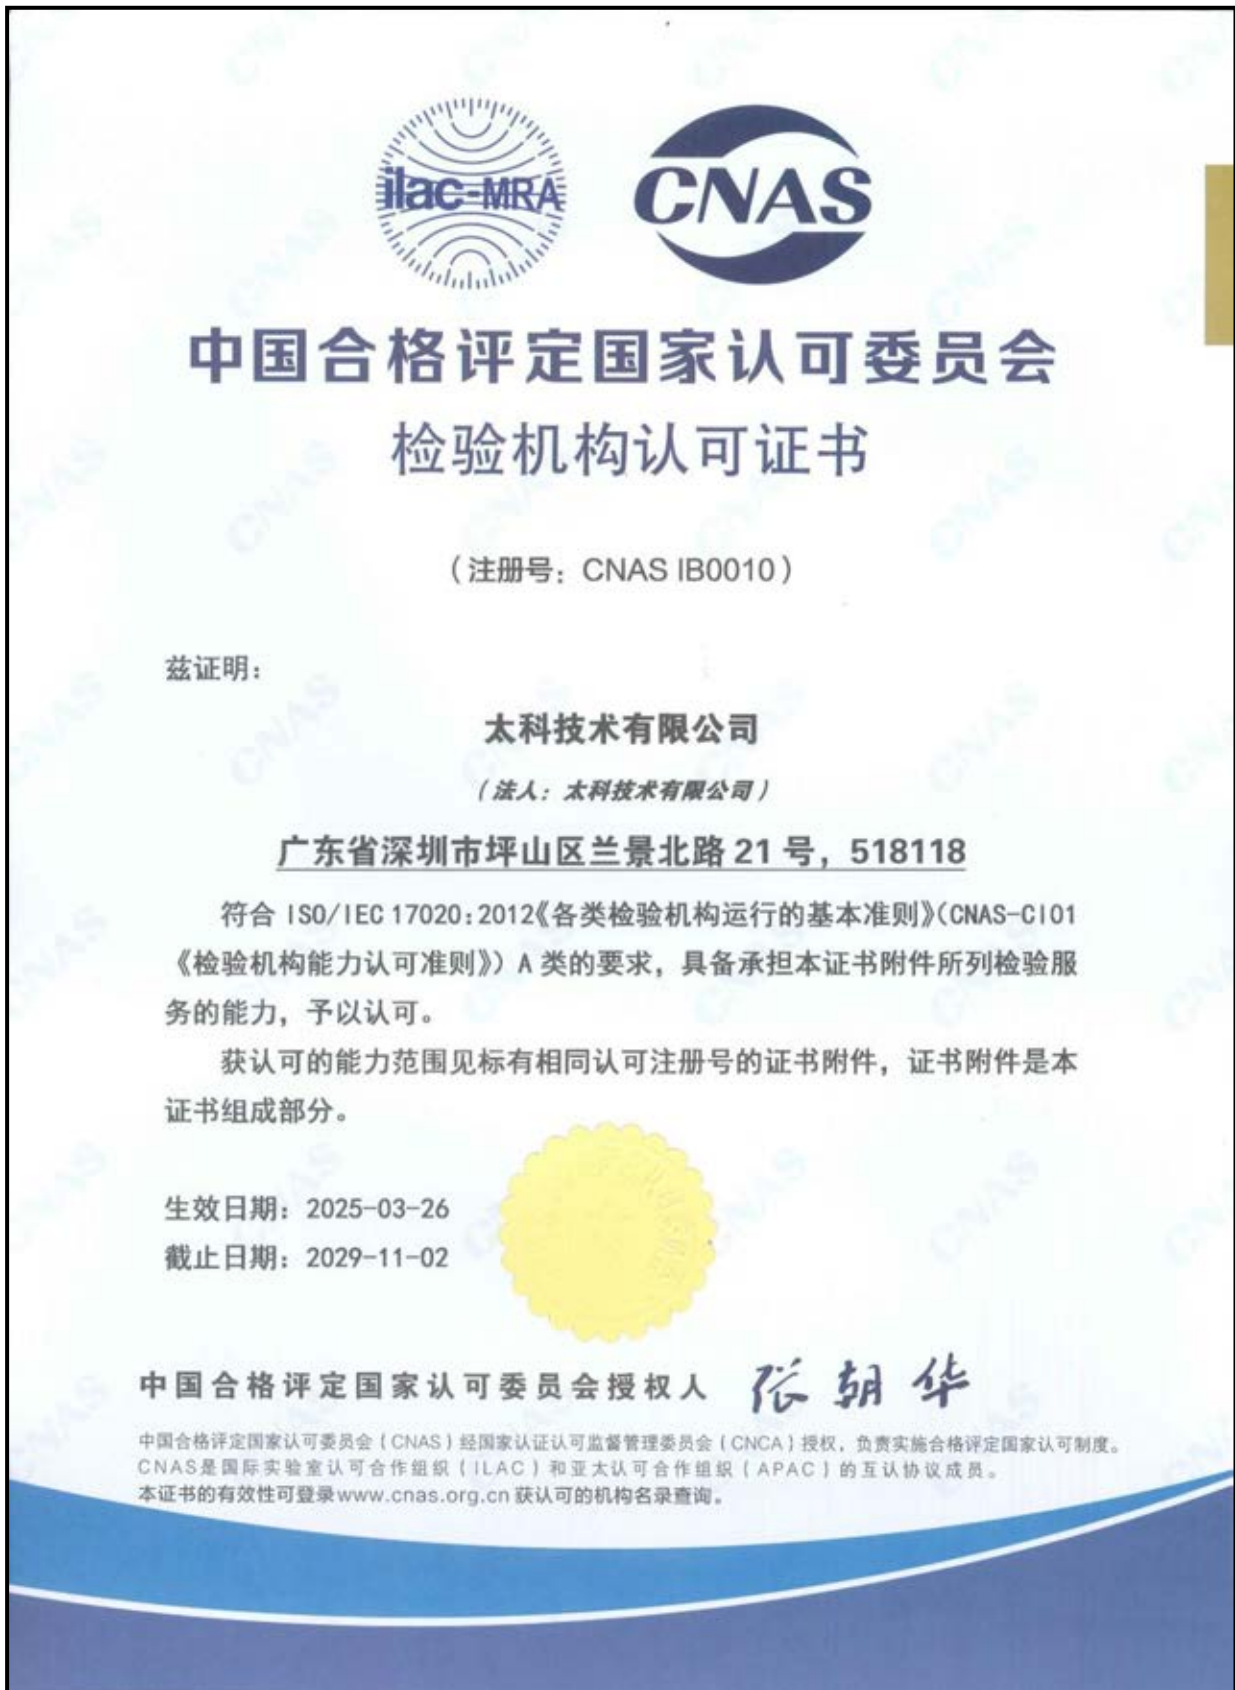 ilac-MRA
CNAS
中国合格评定国家认可委员会
检验机构认可证书
（注册号：CNAS IB0010）
兹证明：
太科技术有限公司
（法人：太科技术有限公司）
广东省深圳市坪山区兰景北路 21 号，518118
符合 ISO/IEC 17020:2012《各类检验机构运行的基本准则》（CNAS-CI01
《检验机构能力认可准则》）A 类的要求，具备承担本证书附件所列检验服
务的能力，予以认可。
获认可的能力范围见标有相同认可注册号的证书附件，证书附件是本
证书组成部分。
生效日期：2025-03-26
截止日期：2029-11-02
中国合格评定国家认可委员会授权人 张朝华
中国合格评定国家认可委员会（CNAS）经国家认证认可监督管理委员会（CNCA）授权，负责实施合格评定国家认可制度。
CNAS是国际实验室认可合作组织（ILAC）和亚太认可合作组织（APAC）的互认协议成员。
本证书的有效性可登录www.cnas.org.cn 获认可的机构名录查询。